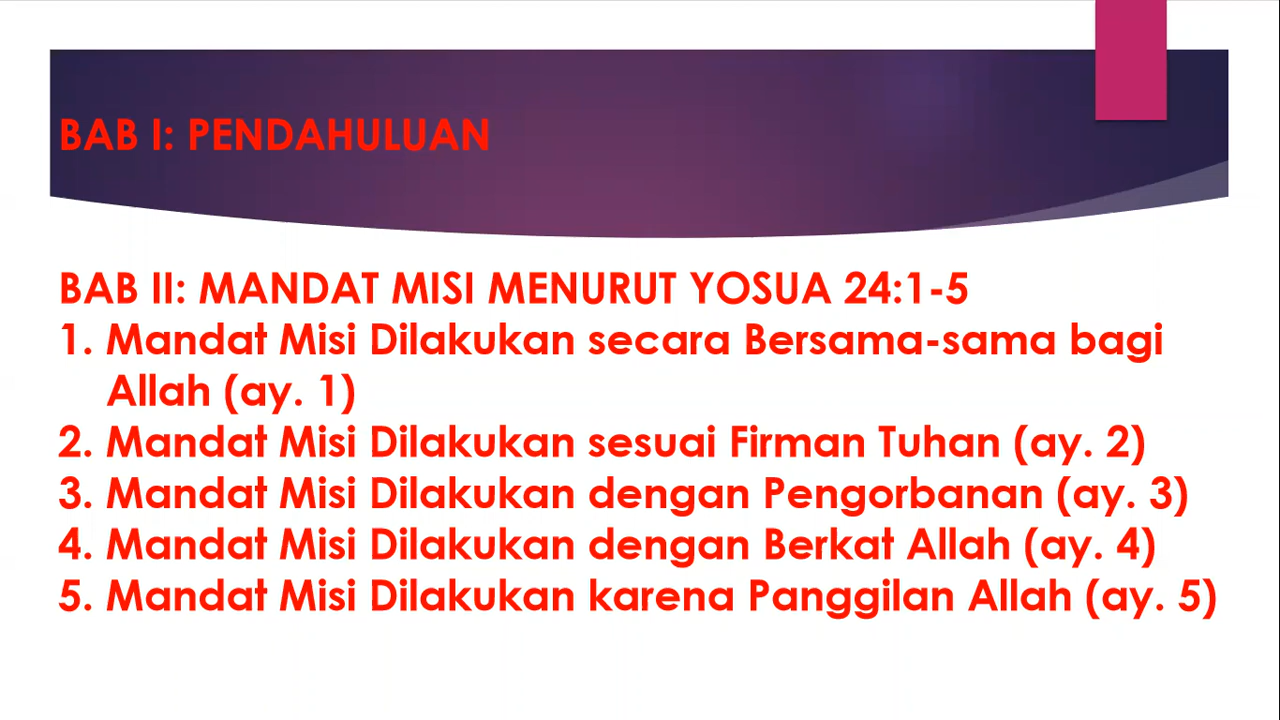 BAB I: PENDAHULUAN
BAB II: MANDAT MISI MENURUT YOSUA 24:1-5
1. Mandat Misi Dilakukan secara Bersama-sama bagi
Allah (ay. 1)
2. Mandat Misi Dilakukan sesuai Firman Tuhan (ay. 2)
3. Mandat Misi Dilakukan dengan Pengorbanan (ay. 3)
4. Mandat Misi Dilakukan dengan Berkat Allah (ay. 4)
5. Mandat Misi Dilakukan karena Panggilan Allah (ay. 5)